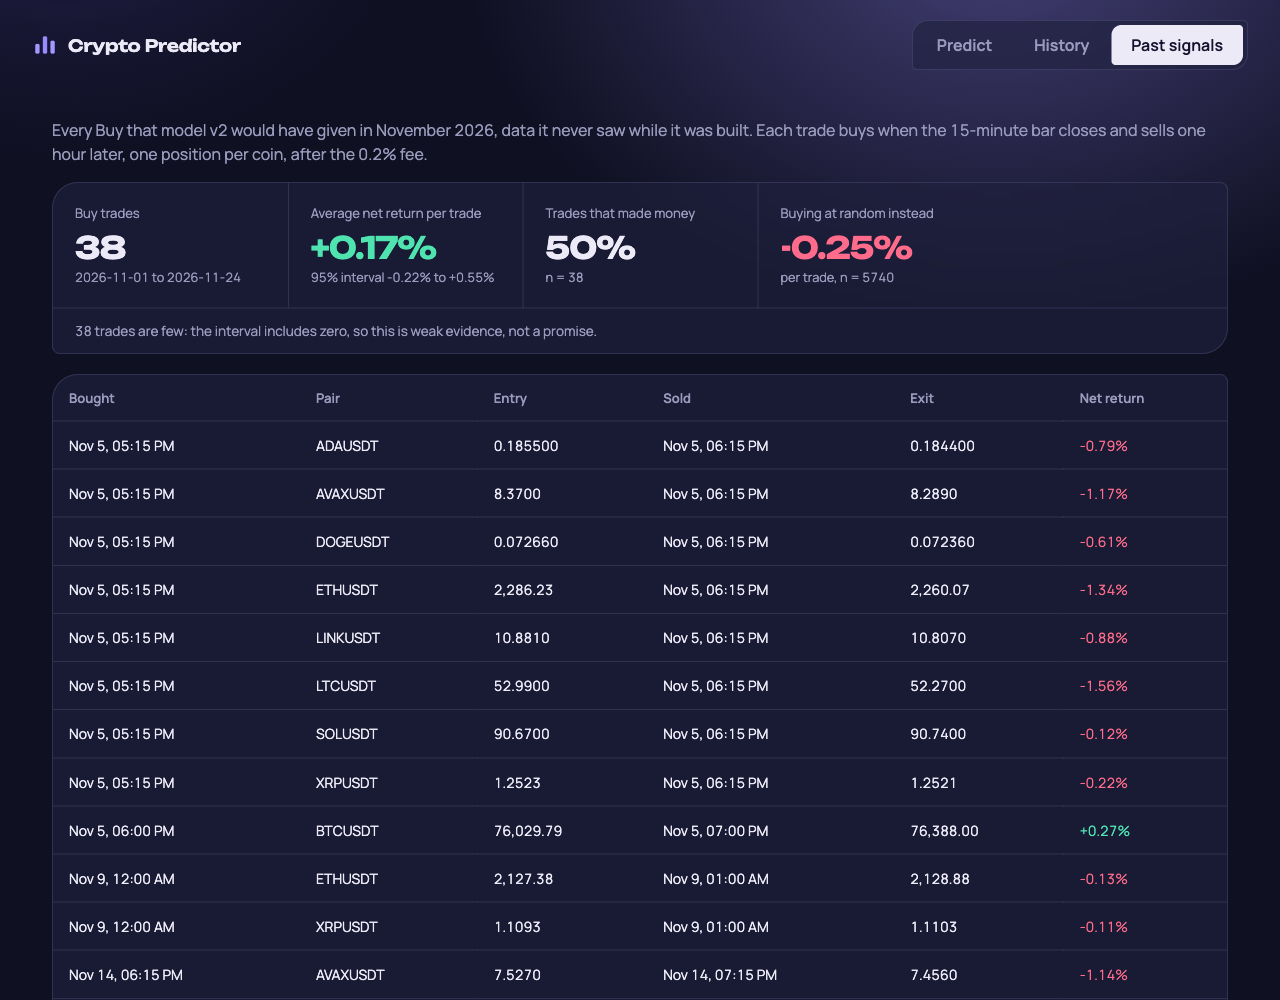 Crypto Predictor
Predict
History
Past signals
Every Buy that model v2 would have given in November 2026, data it never saw while it was built. Each trade buys when the 15-minute bar closes and sells one
hour later, one position per coin, after the 0.2% fee.
Buy trades
38
2026-11-01 to 2026-11-24
Average net return per trade
+0.17%
95% interval -0.22% to +0.55%
Trades that made money
50%
n = 38
Buying at random instead
-0.25%
per trade, n = 5740
38 trades are few: the interval includes zero, so this is weak evidence, not a promise.
Bought Pair Entry Sold Exit Net return
Nov 5, 05:15 PM ADAUSDT 0.185500 Nov 5, 06:15 PM 0.184400 -0.79%
Nov 5, 05:15 PM AVAXUSDT 8.3700 Nov 5, 06:15 PM 8.2890 -1.17%
Nov 5, 05:15 PM DOGEUSDT 0.072660 Nov 5, 06:15 PM 0.072360 -0.61%
Nov 5, 05:15 PM ETHUSDT 2,286.23 Nov 5, 06:15 PM 2,260.07 -1.34%
Nov 5, 05:15 PM LINKUSDT 10.8810 Nov 5, 06:15 PM 10.8070 -0.88%
Nov 5, 05:15 PM LTCUSDT 52.9900 Nov 5, 06:15 PM 52.2700 -1.56%
Nov 5, 05:15 PM SOLUSDT 90.6700 Nov 5, 06:15 PM 90.7400 -0.12%
Nov 5, 05:15 PM XRPUSDT 1.2523 Nov 5, 06:15 PM 1.2521 -0.22%
Nov 5, 06:00 PM BTCUSDT 76,029.79 Nov 5, 07:00 PM 76,388.00 +0.27%
Nov 9, 12:00 AM ETHUSDT 2,127.38 Nov 9, 01:00 AM 2,128.88 -0.13%
Nov 9, 12:00 AM XRPUSDT 1.1093 Nov 9, 01:00 AM 1.1103 -0.11%
Nov 14, 06:15 PM AVAXUSDT 7.5270 Nov 14, 07:15 PM 7.4560 -1.14%